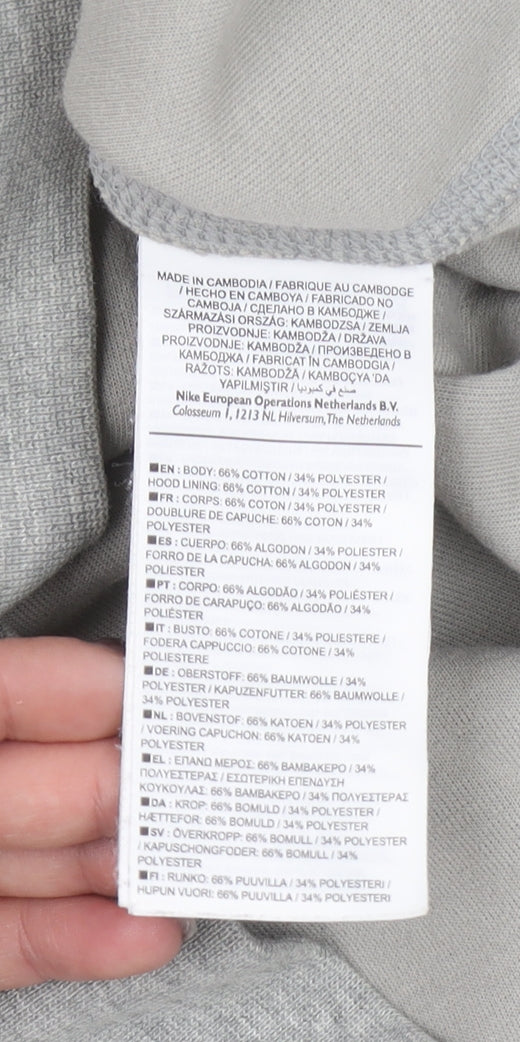 MADE IN CAMBODIA / FABRIQUE AU CAMBODGE
/ HECHO EN CAMBOYA / FABRICADO NO
CAMBOJA / СДЕЛАНО В КАМБОДЖЕ /
SZÁRMAZÁSI ORSZÁG: KAMBODZSA / ZEMLJA
PROIZVODNJE: KAMBODŽA / DRŽAVA
PROIZVODNJE: KAMBODŽA / ПРОИЗВЕДЕНО В
КАМБОДЖА / FABRICAT ÎN CAMBODGIA /
RAŽOTS: KAMBODŽĀ / KAMBOÇYA 'DA
YAPILMIŞTIR / صنع في كمبوديا
Nike European Operations Netherlands B.V.
Colosseum 1, 1213 NL Hilversum, The Netherlands
■EN : BODY: 66% COTTON / 34% POLYESTER /
HOOD LINING: 66% COTTON / 34% POLYESTER
■FR : CORPS: 66% COTON / 34% POLYESTER /
DOUBLURE DE CAPUCHE: 66% COTON / 34%
POLYESTER
■ES : CUERPO: 66% ALGODON / 34% POLIESTER /
FORRO DE LA CAPUCHA: 66% ALGODON / 34%
POLIESTER
■PT : CORPO: 66% ALGODÃO / 34% POLIÉSTER /
FORRO DE CARAPUÇO: 66% ALGODÃO / 34%
POLIÉSTER
■IT : BUSTO: 66% COTONE / 34% POLIESTERE /
FODERA CAPPUCCIO: 66% COTONE / 34%
POLIESTERE
■DE : OBERSTOFF: 66% BAUMWOLLE / 34%
POLYESTER / KAPUZENFUTTER: 66% BAUMWOLLE /
34% POLYESTER
■NL : BOVENSTOF: 66% KATOEN / 34% POLYESTER
/ VOERING CAPUCHON: 66% KATOEN / 34%
POLYESTER
■EL : ΕΠΑΝΩ ΜΕΡΟΣ: 66% ΒΑΜΒΑΚΕΡΟ / 34%
ΠΟΛΥΕΣΤΕΡΑΣ / ΕΣΩΤΕΡΙΚΗ ΕΠΕΝΔΥΣΗ
ΚΟΥΚΟΥΛΑΣ: 66% ΒΑΜΒΑΚΕΡΟ / 34% ΠΟΛΥΕΣΤΕΡΑΣ
■DA : KROP: 66% BOMULD / 34% POLYESTER /
HÆTTEFOR: 66% BOMULD / 34% POLYESTER
■SV : ÖVERKROPP: 66% BOMULL / 34% POLYESTER
/ KAPUSCHONGFODER: 66% BOMULL / 34%
POLYESTER
■FI : RUNKO: 66% PUUVILLA / 34% POLYESTERI /
HUPUN VUORI: 66% PUUVILLA / 34% POLYESTERI